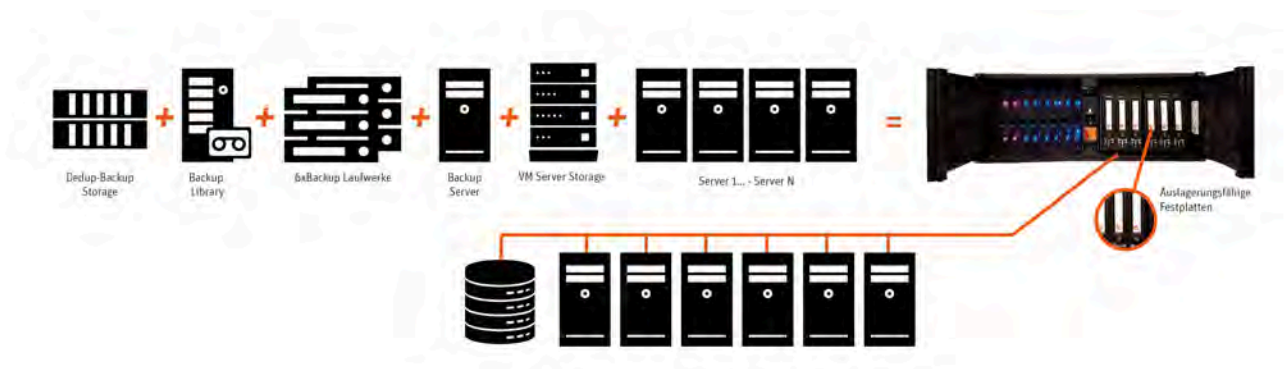 Dedup-Backup
Storage
Backup
Library
6xBackup Laufwerke
Backup
Server
VM Server Storage
Server 1... - Server N
Auslagerungsfähige
Festplatten